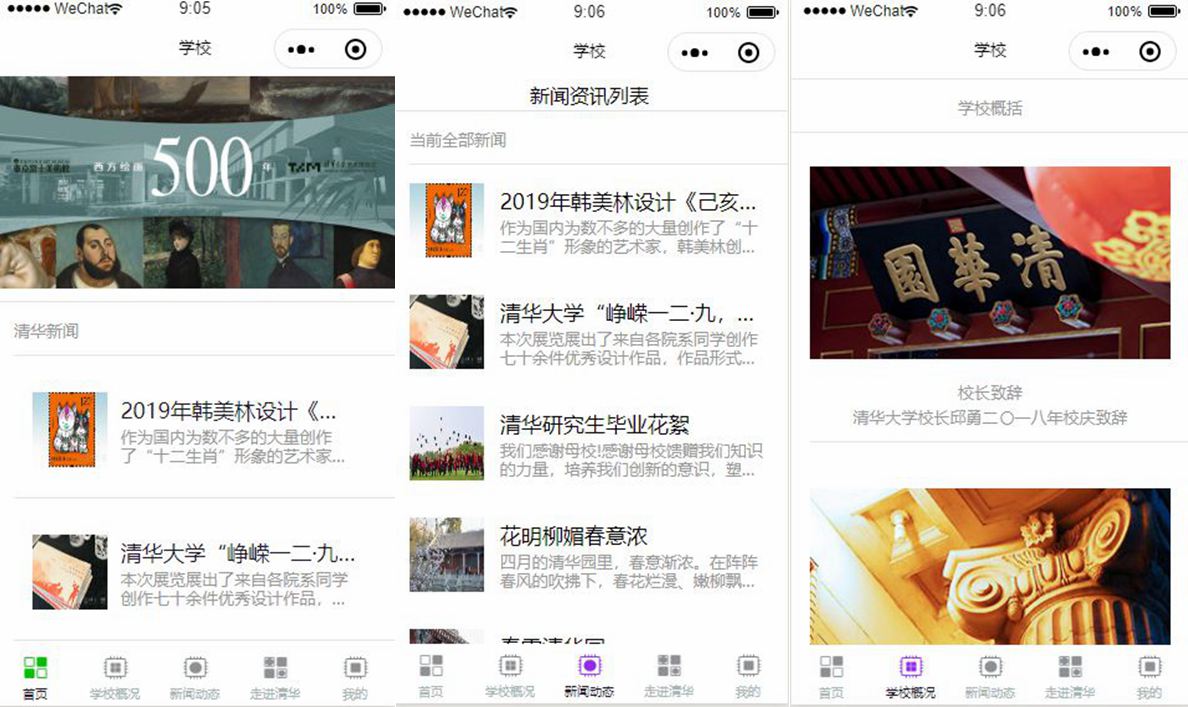 WeChat
9:05
100%
学校
西方绘画
500
年
清华新闻
2019年韩美林设计《...
作为国内为数不多的大量创作
了“十二生肖”形象的艺术家...
清华大学“峥嵘一二·九...
本次展览展出了来自各院系同学
创作七十余件优秀设计作品，...
首页
学校概况
新闻动态
走进清华
我的
WeChat
9:06
100%
学校
新闻资讯列表
当前全部新闻
2019年韩美林设计《己亥...
作为国内为数不多的大量创作了“十
二生肖”形象的艺术家，韩美林创...
清华大学“峥嵘一二·九，...
本次展览展出了来自各院系同学创作
七十余件优秀设计作品，作品形式...
清华研究生毕业花絮
我们感谢母校!感谢母校馈赠我们知识
的力量，培养我们创新的意识，塑...
花明柳媚春意浓
四月的清华园里，春意渐浓。在阵阵
春风的吹拂下，春花烂漫、嫩柳飘...
首页
学校概况
新闻动态
走进清华
我的
WeChat
9:06
100%
学校
学校概括
園華清
校长致辞
清华大学校长邱勇二〇一八年校庆致辞
首页
学校概况
新闻动态
走进清华
我的